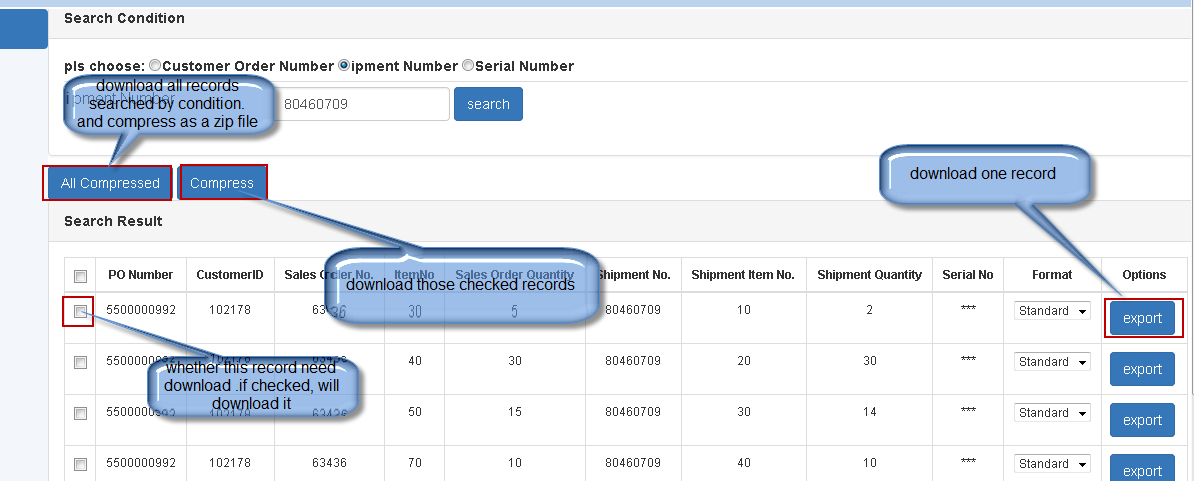 Search Condition
pls choose: Customer Order Number ipment Number Serial Number
download all records
searched by condition.
and compress as a zip file
ipment Number
80460709 search
All Compressed Compress
download one record
Search Result
PO Number CustomerID Sales Order No. ItemNo Sales Order Quantity Shipment No. Shipment Item No. Shipment Quantity Serial No Format Options
download those checked records
5500000992 102178 63436 30 5 80460709 10 2 *** Standard export
5500000992 102178 63436 40 30 80460709 20 30 *** Standard export
whether this record need
download .if checked, will
download it
5500000992 102178 63436 50 15 80460709 30 14 *** Standard export
5500000992 102178 63436 70 10 80460709 40 10 *** Standard export